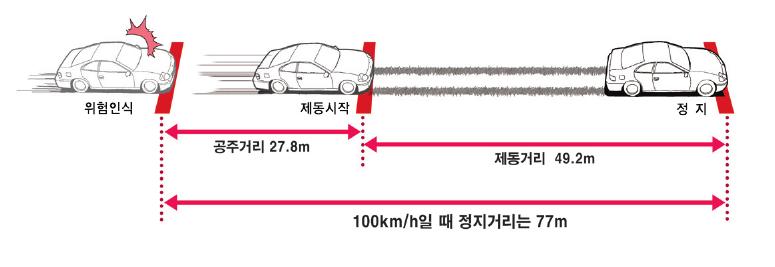 위험인식
제동시작
정 지
공주거리 27.8m
제동거리 49.2m
100km/h일 때 정지거리는 77m